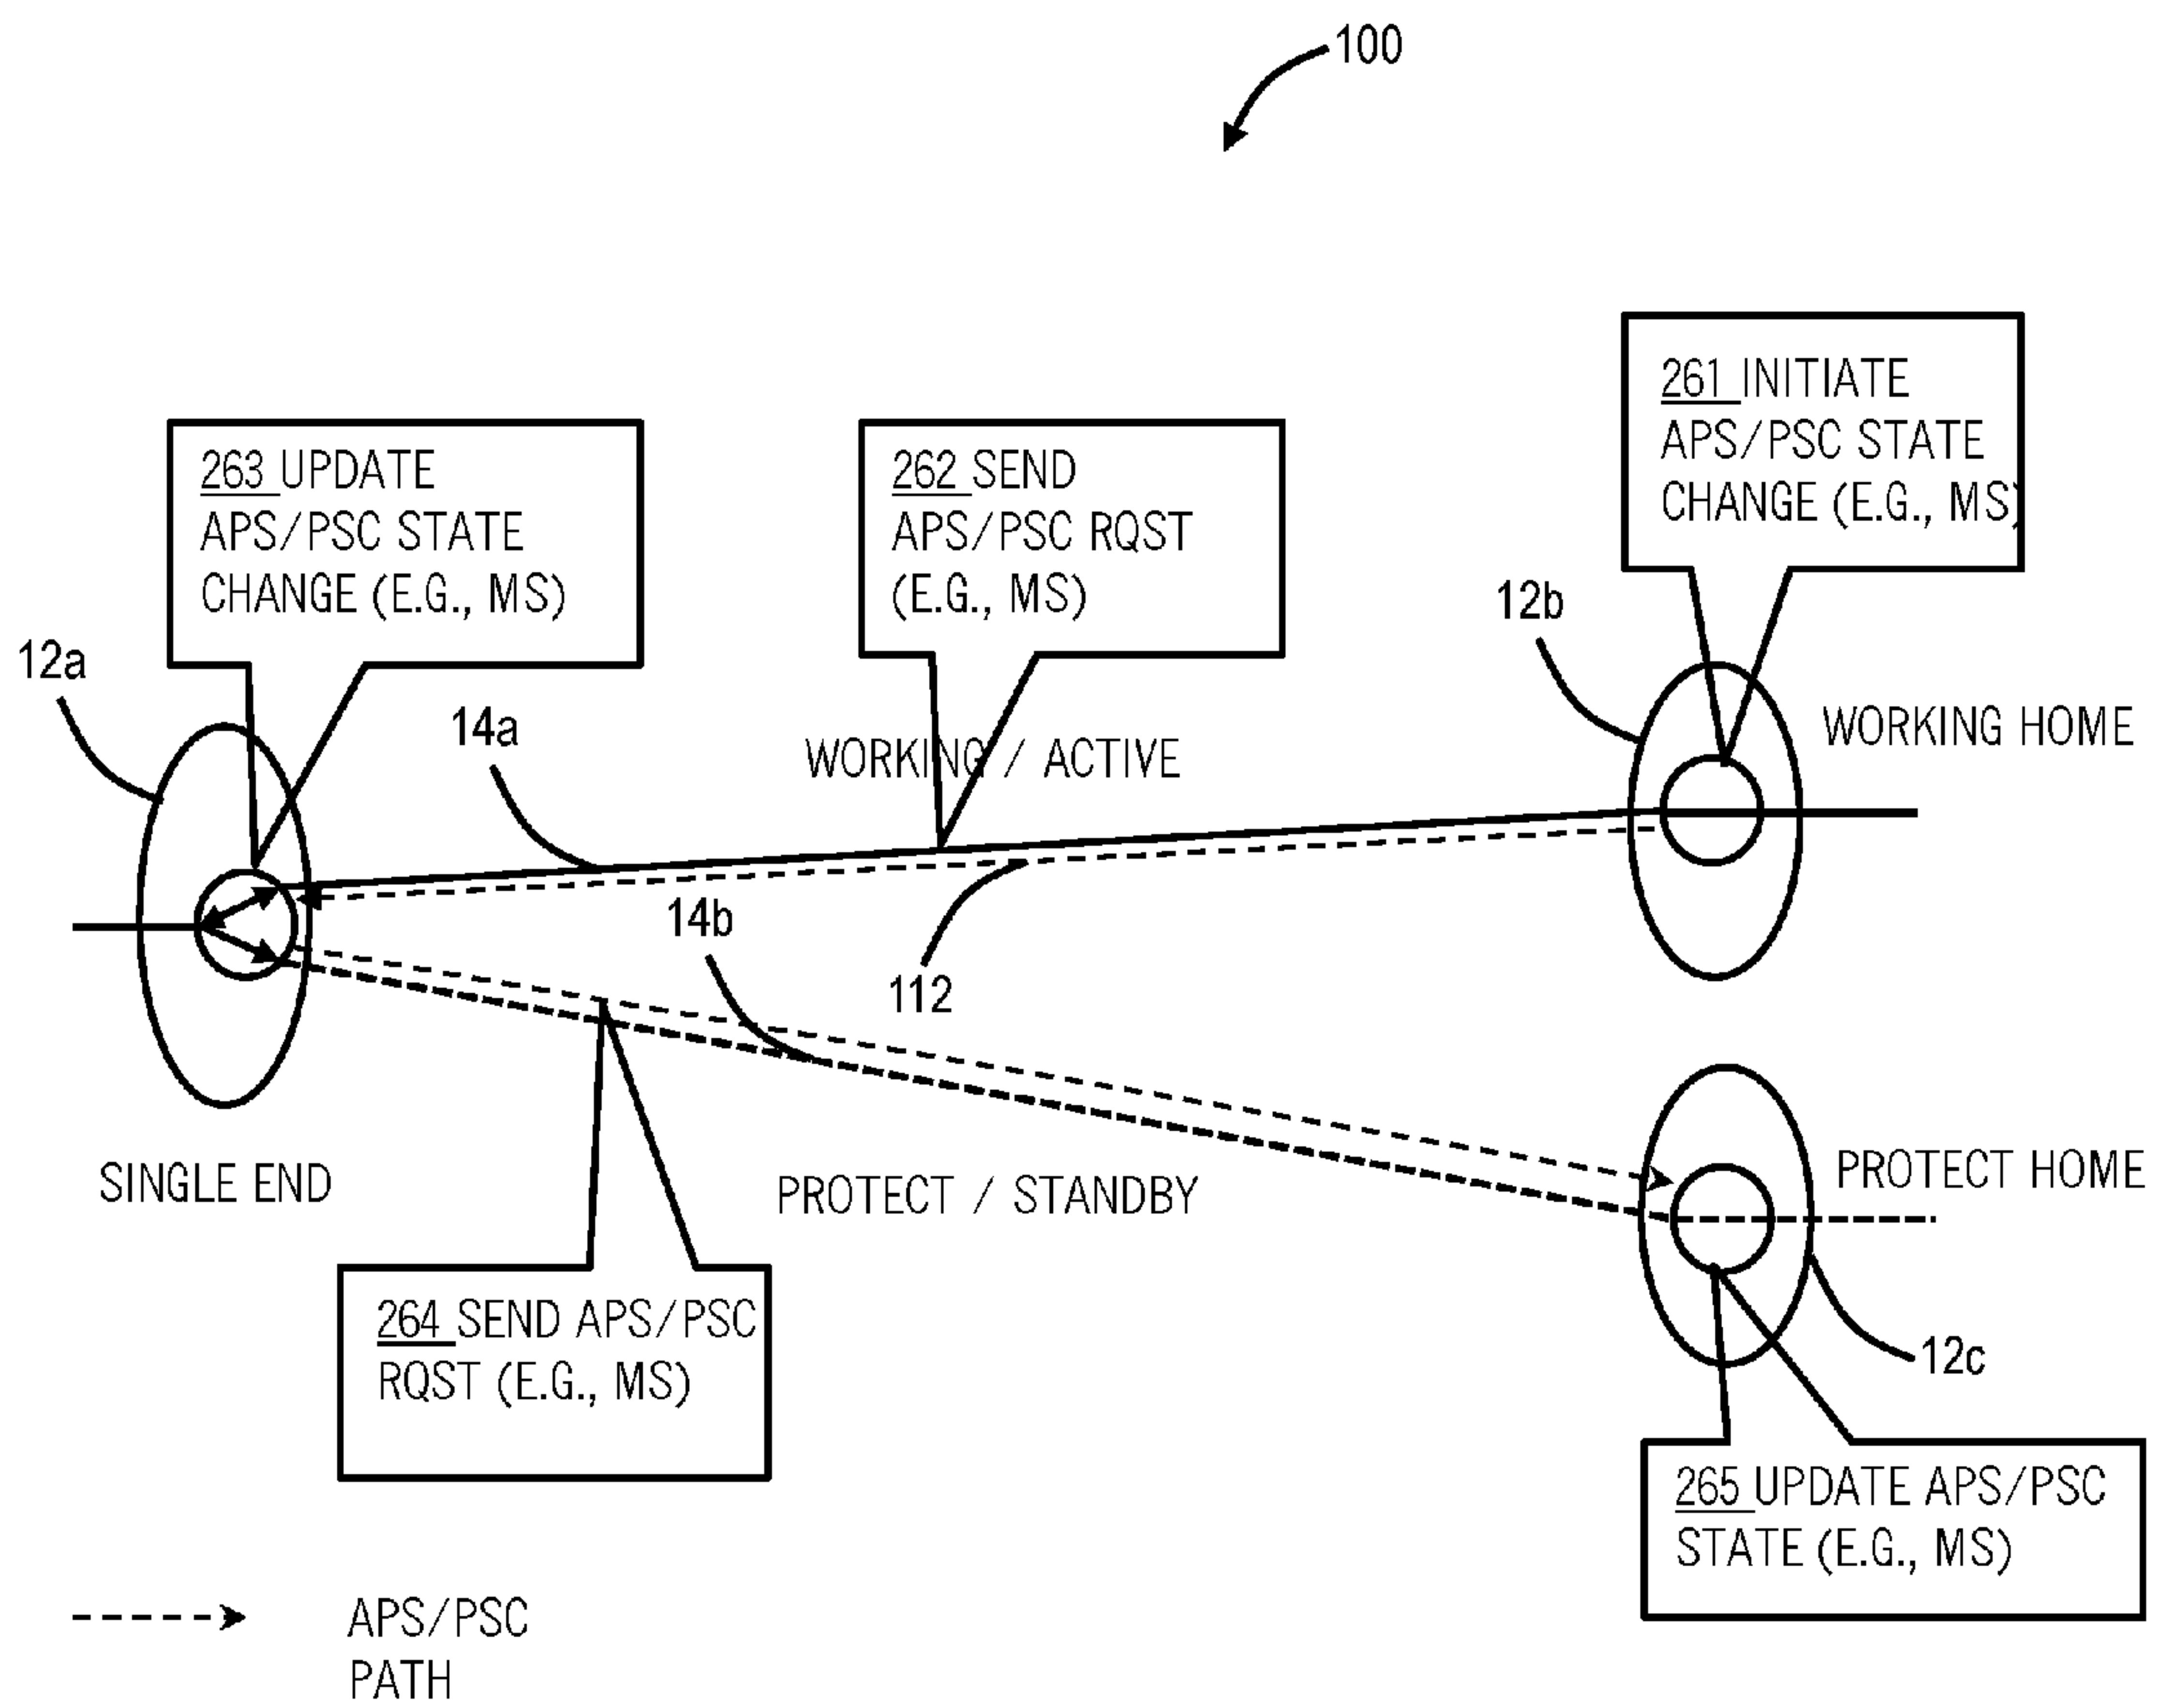 100
261 INITIATE
APS/PSC STATE
CHANGE (E.G., MS)
263 UPDATE
APS/PSC STATE
CHANGE (E.G., MS)
262 SEND
APS/PSC RQST
(E.G., MS)
12b
12a
14a
WORKING / ACTIVE
WORKING HOME
14b
112
SINGLE END
PROTECT / STANDBY
PROTECT HOME
264 SEND APS/PSC
RQST (E.G., MS)
12c
265 UPDATE APS/PSC
STATE (E.G., MS)
APS/PSC
PATH